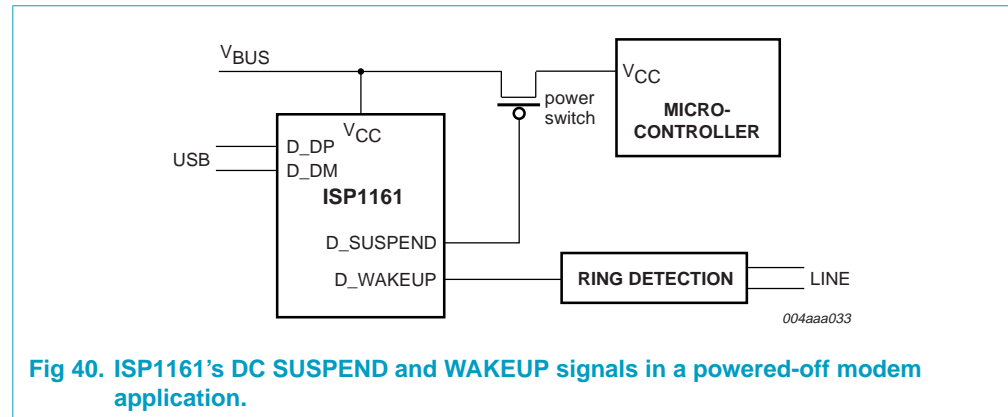 VBUS
VCC
power
switch
MICRO-
CONTROLLER
VCC
USB
D_DP
D_DM
ISP1161
D_SUSPEND
D_WAKEUP
RING DETECTION
LINE
004aaa033
Fig 40. ISP1161's DC SUSPEND and WAKEUP signals in a powered-off modem
application.